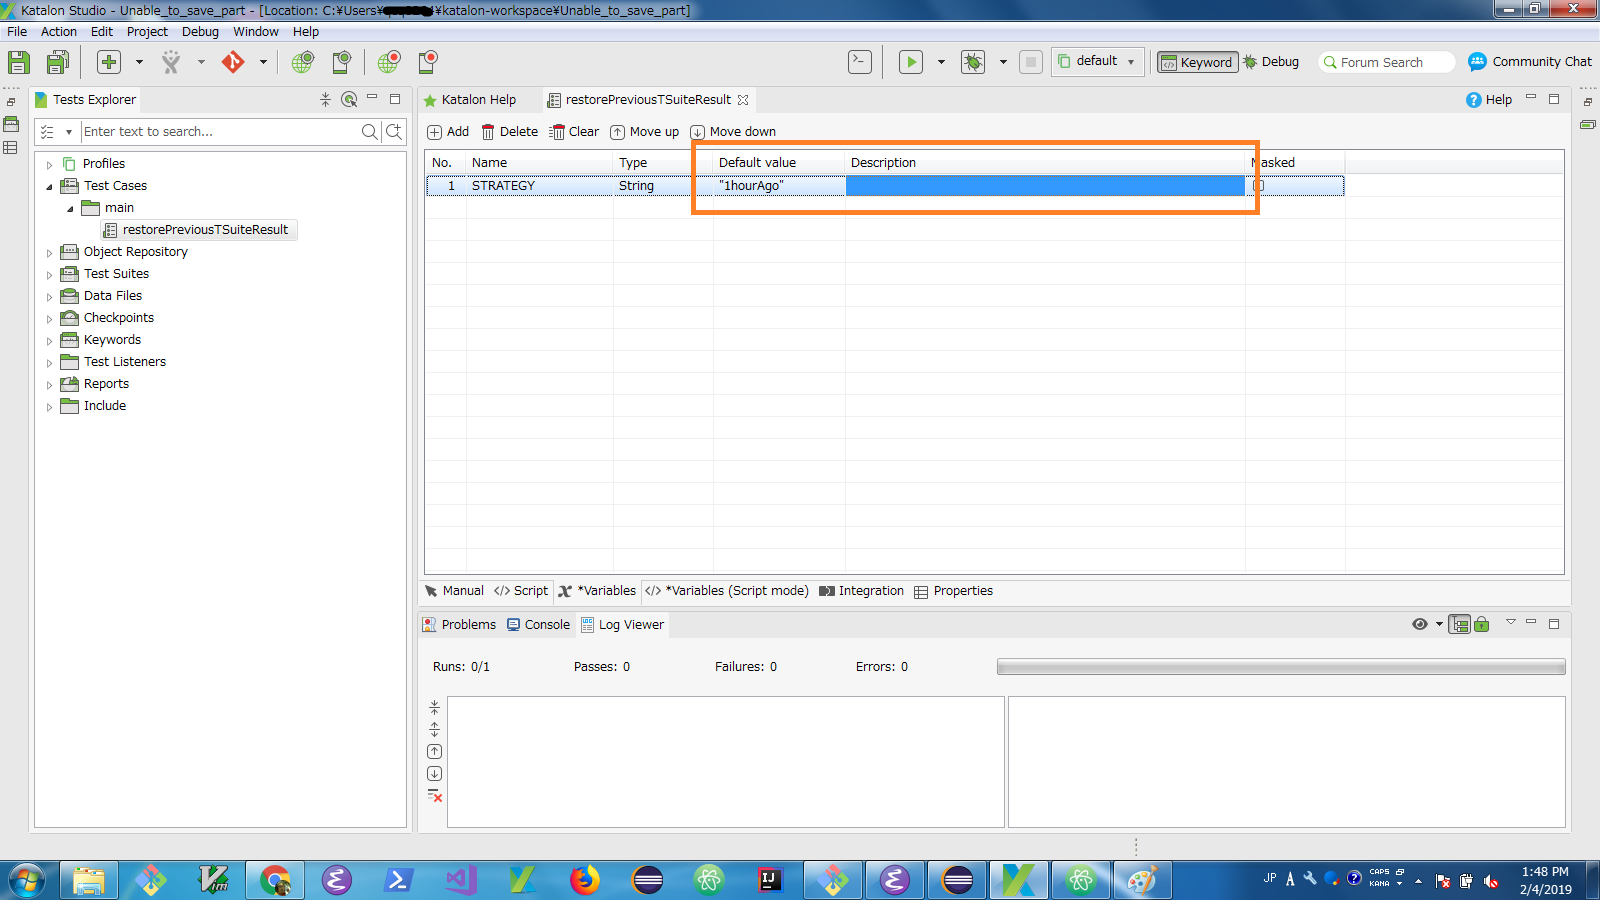 Katalon Studio - Unable_to_save_part - [Location: C:¥Users¥ ¥katalon-workspace¥Unable_to_save_part]
File Action Edit Project Debug Window Help
default Keyword Debug Forum Search Community Chat
Tests Explorer
Enter text to search...
Profiles
Test Cases
main
restorePreviousTSuiteResult
Object Repository
Test Suites
Data Files
Checkpoints
Keywords
Test Listeners
Reports
Include
Katalon Help restorePreviousTSuiteResult Help
Add Delete Clear Move up Move down
No. Name Type Default value Description Masked
1 STRATEGY String "1hourAgo"
Manual Script *Variables *Variables (Script mode) Integration Properties
Problems Console Log Viewer
Runs: 0/1 Passes: 0 Failures: 0 Errors: 0
JP A CAPS KANA
1:48 PM
2/4/2019